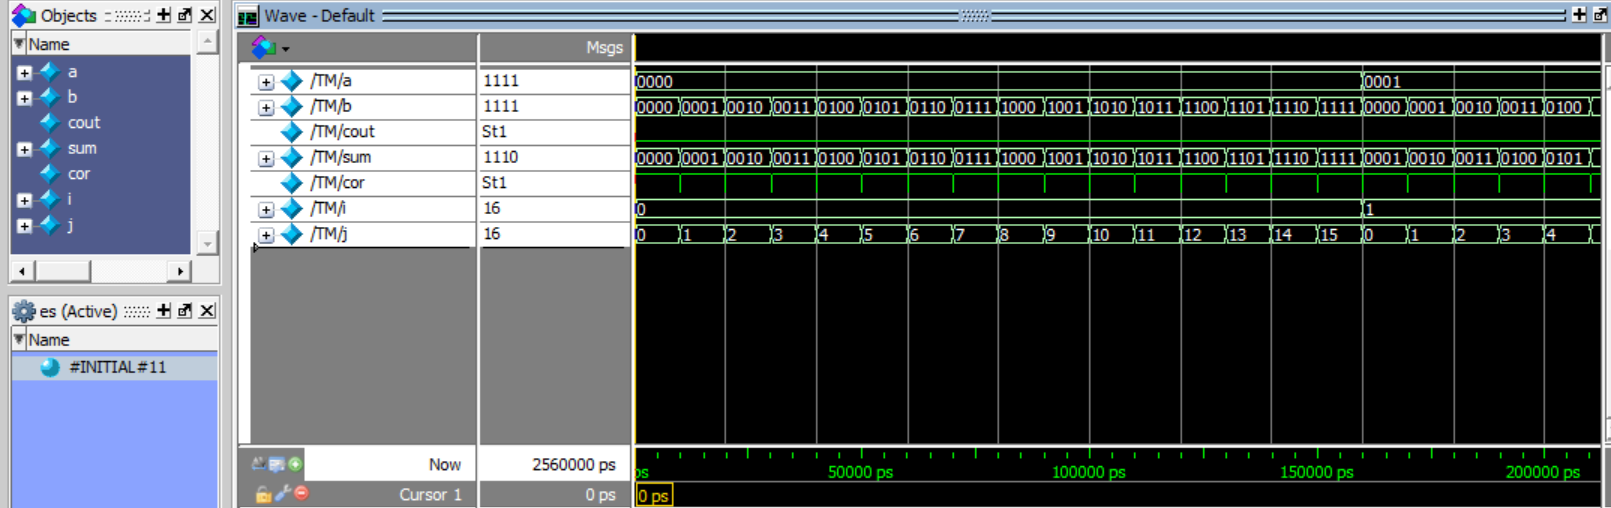 Objects
Name
a
b
cout
sum
cor
i
j
es (Active)
Name
#INITIAL#11
Wave - Default
Msgs
/TM/a 1111 0000 0001
/TM/b 1111 0000 0001 0010 0011 0100 0101 0110 0111 1000 1001 1010 1011 1100 1101 1110 1111 0000 0001 0010 0011 0100
/TM/cout St1
/TM/sum 1110 0000 0001 0010 0011 0100 0101 0110 0111 1000 1001 1010 1011 1100 1101 1110 1111 0001 0010 0011 0100 0101
/TM/cor St1
/TM/i 16 0 1
/TM/j 16 0 1 2 3 4 5 6 7 8 9 10 11 12 13 14 15 0 1 2 3 4
Now 2560000 ps ps 50000 ps 100000 ps 150000 ps 200000 ps
Cursor 1 0 ps 0 ps